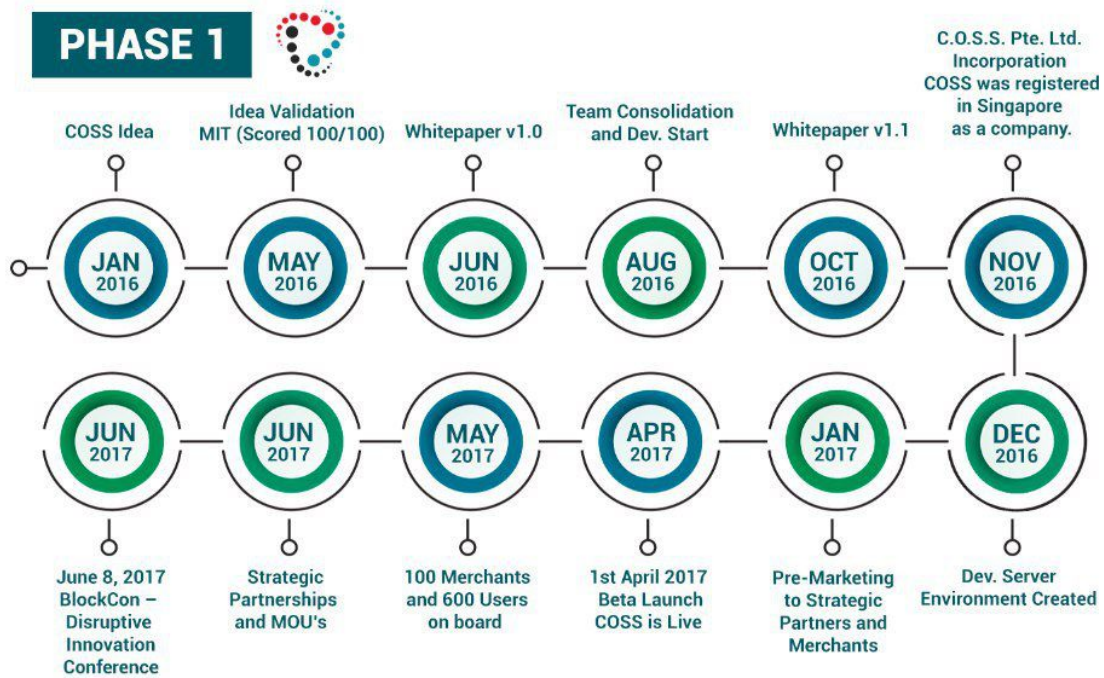 PHASE 1
COSS Idea
Idea Validation
MIT (Scored 100/100)
Whitepaper v1.0
Team Consolidation
and Dev. Start
Whitepaper v1.1
C.O.S.S. Pte. Ltd.
Incorporation
COSS was registered
in Singapore
as a company.
JAN
2016
MAY
2016
JUN
2016
AUG
2016
OCT
2016
NOV
2016
JUN
2017
JUN
2017
MAY
2017
APR
2017
JAN
2017
DEC
2016
June 8, 2017
BlockCon –
Disruptive
Innovation
Conference
Strategic
Partnerships
and MOU's
100 Merchants
and 600 Users
on board
1st April 2017
Beta Launch
COSS is Live
Pre-Marketing
to Strategic
Partners and
Merchants
Dev. Server
Environment Created